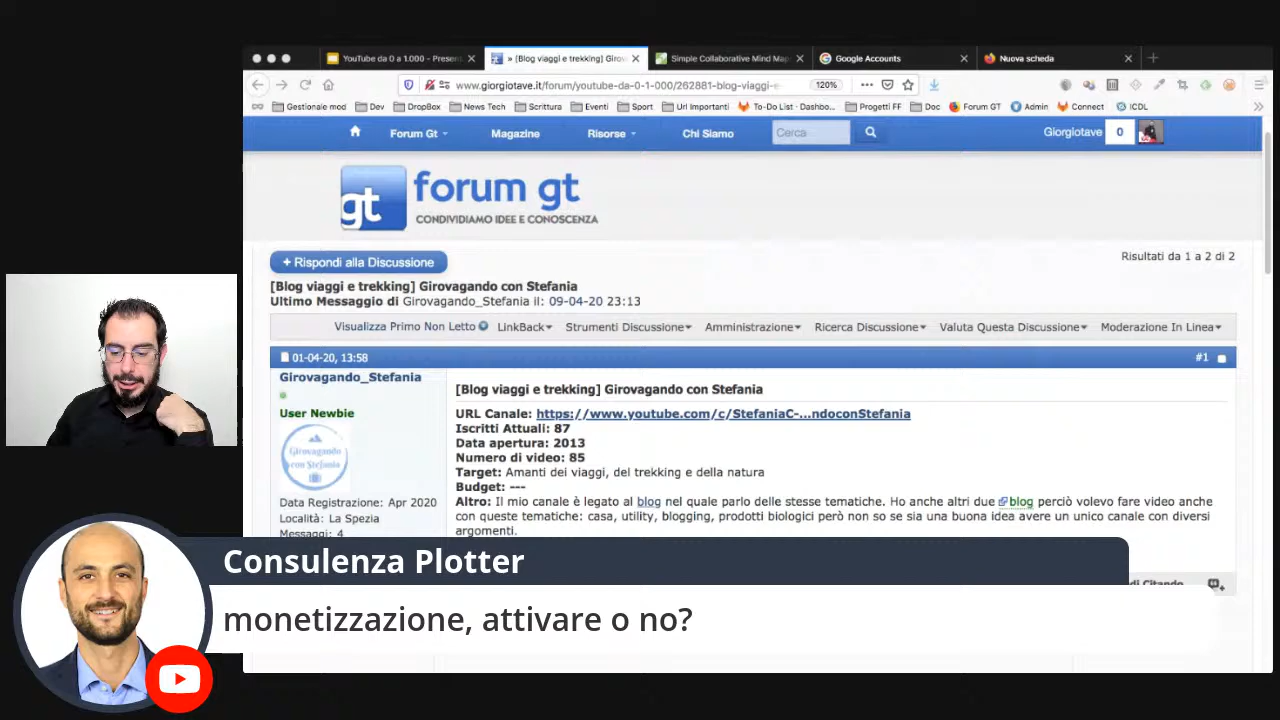 YouTube da 0 a 1.000 - Present
» [Blog viaggi e trekking] Girov
Simple Collaborative Mind Map
Google Accounts
Nuova scheda
www.giorgiotave.it/forum/youtube-da-0-1-000/262881-blog-viaggi-e
120%
Gestionale mod
Dev
DropBox
News Tech
Scrittura
Eventi
Sport
Url Importanti
To-Do List · Dashbo...
Progetti FF
Doc
Forum GT
Admin
Connect
ICDL
Forum Gt
Magazine
Risorse
Chi Siamo
Cerca
Giorgiotave
0
gt
forum gt
CONDIVIDIAMO IDEE E CONOSCENZA
+ Rispondi alla Discussione
Risultati da 1 a 2 di 2
[Blog viaggi e trekking] Girovagando con Stefania
Ultimo Messaggio di Girovagando_Stefania il: 09-04-20 23:13
Visualizza Primo Non Letto
LinkBack
Strumenti Discussione
Amministrazione
Ricerca Discussione
Valuta Questa Discussione
Moderazione In Linea
01-04-20, 13:58
#1
Girovagando_Stefania
User Newbie
Girovagando
con Stefania
Data Registrazione: Apr 2020
Località: La Spezia
Messaggi: 4
[Blog viaggi e trekking] Girovagando con Stefania
URL Canale: https://www.youtube.com/c/StefaniaC-...ndoconStefania
Iscritti Attuali: 87
Data apertura: 2013
Numero di video: 85
Target: Amanti dei viaggi, del trekking e della natura
Budget: ---
Altro: Il mio canale è legato al blog nel quale parlo delle stesse tematiche. Ho anche altri due blog perciò volevo fare video anche
con queste tematiche: casa, utility, blogging, prodotti biologici però non so se sia una buona idea avere un unico canale con diversi
argomenti.
di Citando
Consulenza Plotter
monetizzazione, attivare o no?